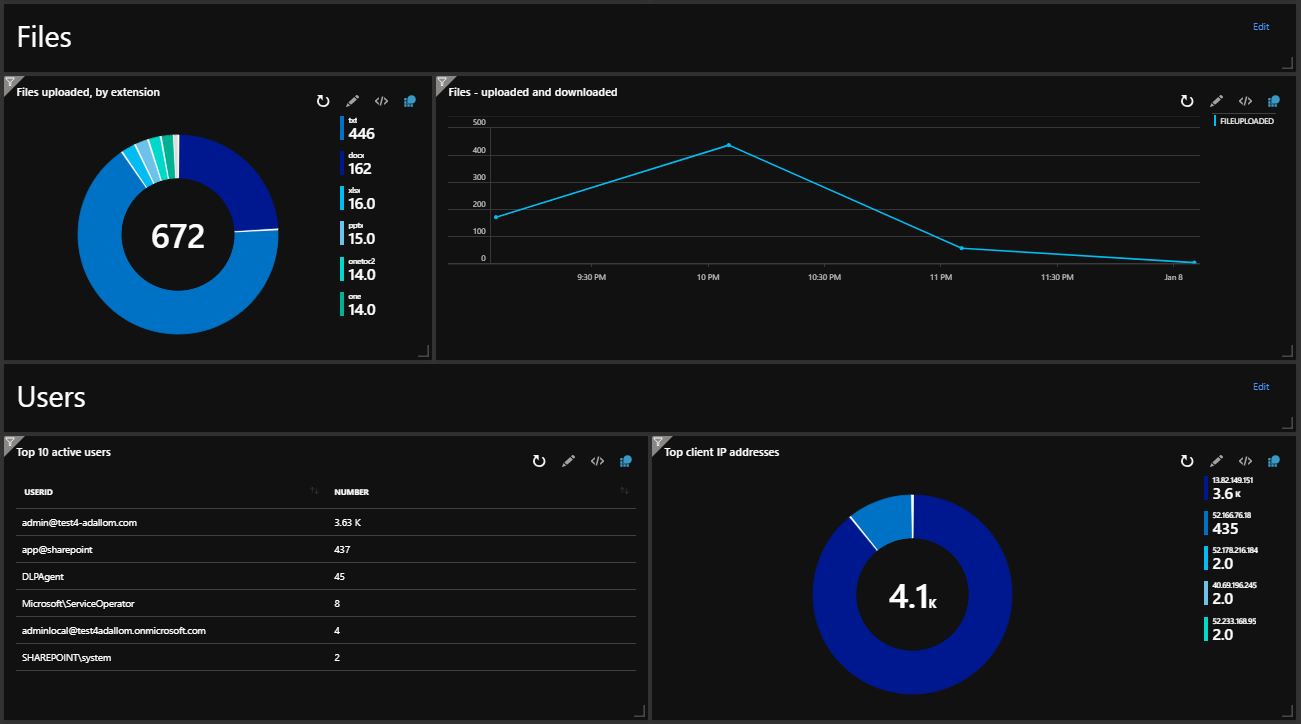 Files
Edit
Files uploaded, by extension
txt
446
docx
162
xlsx
16.0
pptx
15.0
onetoc2
14.0
one
14.0
672
Files - uploaded and downloaded
FILEUPLOADED
500
400
300
200
100
0
9:30 PM 10 PM 10:30 PM 11 PM 11:30 PM Jan 8
Users
Edit
Top 10 active users
USERID NUMBER
admin@test4-adallom.com 3.63 K
app@sharepoint 437
DLPAgent 45
Microsoft\ServiceOperator 8
adminlocal@test4adallom.onmicrosoft.com 4
SHAREPOINT\system 2
Top client IP addresses
13.82.149.151
3.6 K
52.166.76.18
435
52.178.216.184
2.0
40.69.196.245
2.0
52.233.168.95
2.0
4.1K